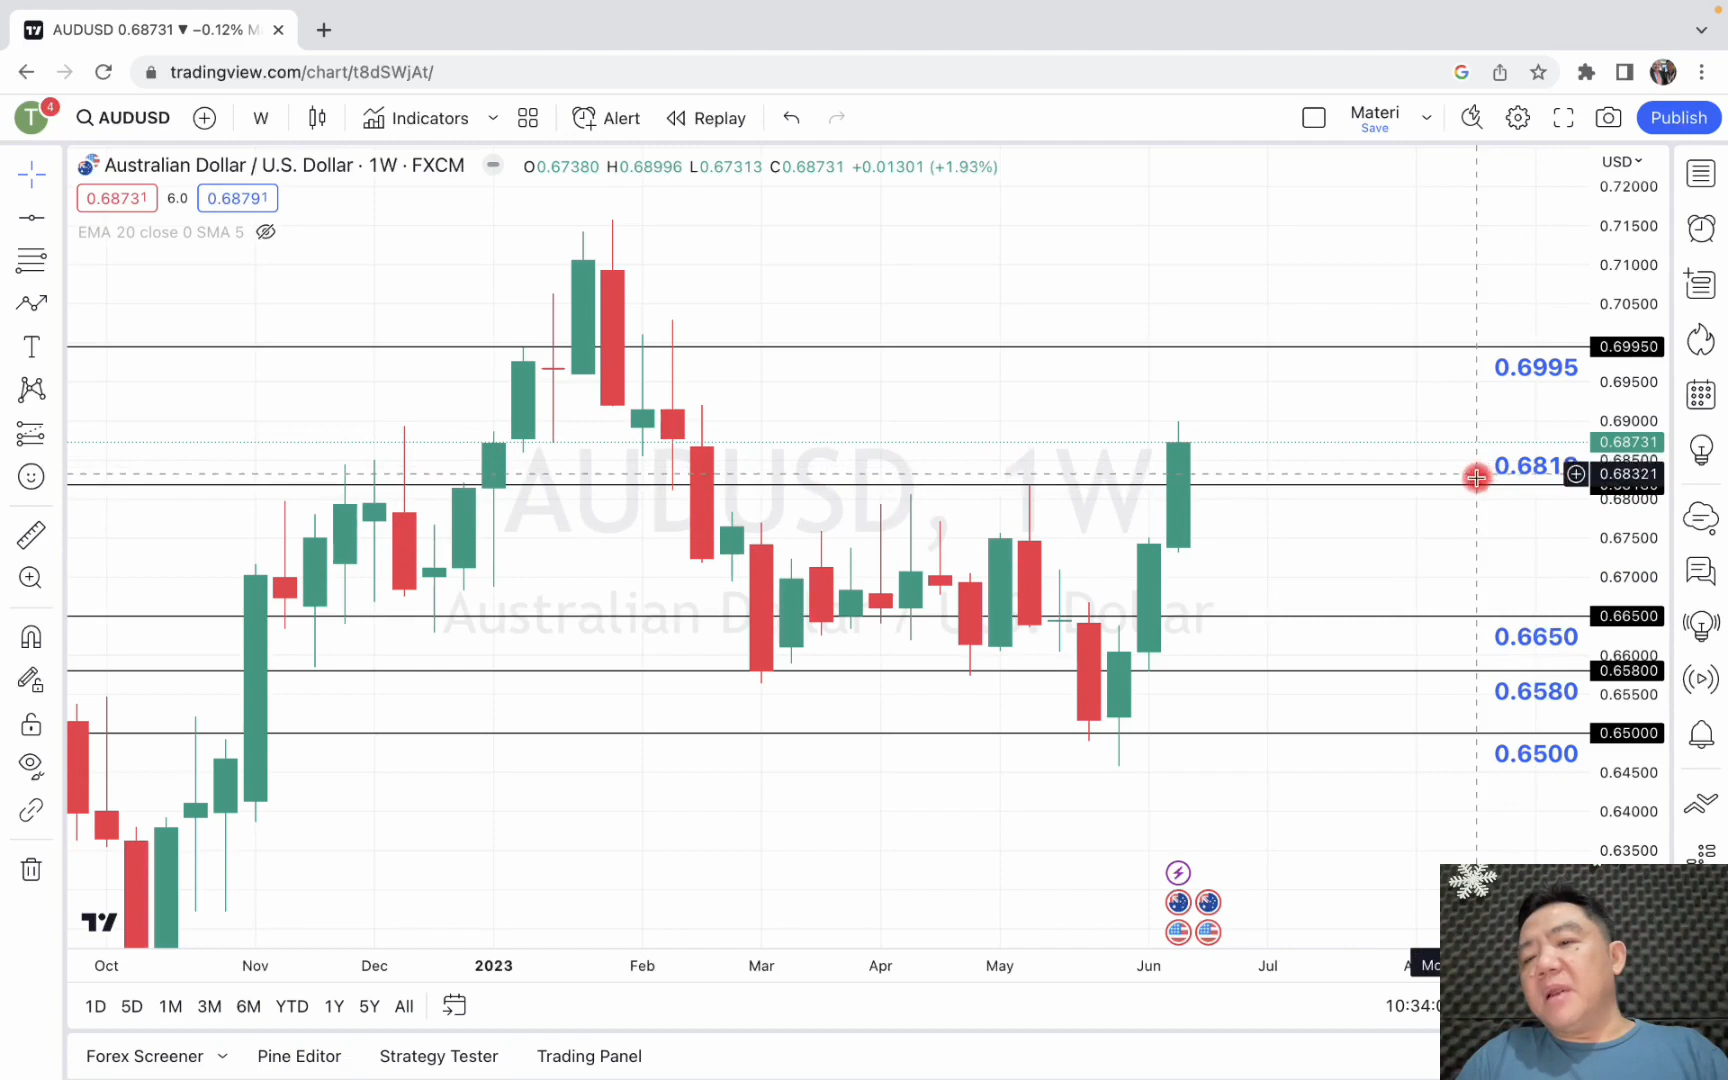 AUDUSD 0.68731 ▼ −0.12%
tradingview.com/chart/t8dSWjAt/
T
4
AUDUSD
W
Indicators
Alert
Replay
Materi
Save
Publish
Australian Dollar / U.S. Dollar · 1W · FXCM
O0.67380 H0.68996 L0.67313 C0.68731 +0.01301 (+1.93%)
0.68731 6.0 0.68791
EMA 20 close 0 SMA 5
USD
0.72000
0.71500
0.71000
0.70500
0.69950
0.6995
0.69500
0.69000
0.68731
0.68321
0.68000
0.67500
0.67000
0.66500
0.6650
0.66000
0.65800
0.6580
0.65500
0.65000
0.6500
0.64500
0.64000
0.63500
AUDUSD, 1W
Australian Dollar / U.S. Dollar
Oct Nov Dec 2023 Feb Mar Apr May Jun Jul
1D 5D 1M 3M 6M YTD 1Y 5Y All
Forex Screener Pine Editor Strategy Tester Trading Panel